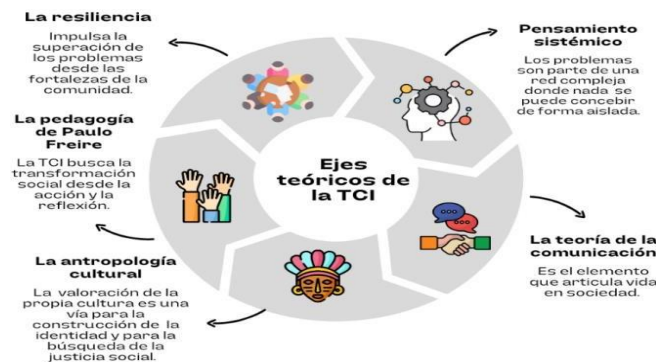 La resiliencia
Impulsa la
superación de
los problemas
desde las
fortalezas de la
comunidad.
Pensamiento
sistémico
Los problemas
son parte de una
red compleja
donde nada se
puede concebir
de forma aislada.
La pedagogía
de Paulo
Freire
La TCI busca la
transformación
social desde la
acción y la
reflexión.
Ejes
teóricos de
la TCI
La teoría de la
comunicación
Es el elemento
que articula vida
en sociedad.
La antropología
cultural
La valoración de la
propia cultura es una
vía para la
construcción de la
identidad y para la
búsqueda de la
justicia social.